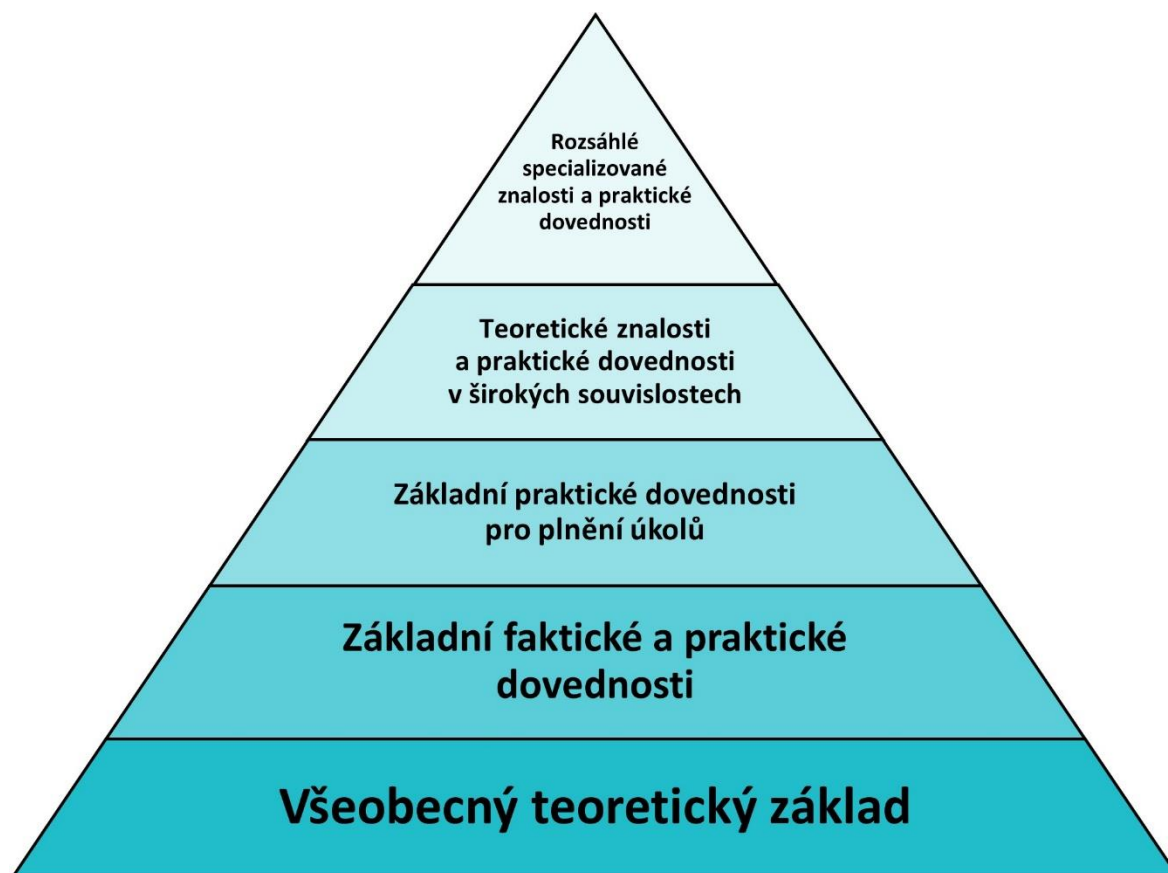 Rozsáhlé
specializované
znalosti a praktické
dovednosti
Teoretické znalosti
a praktické dovednosti
v širokých souvislostech
Základní praktické dovednosti
pro plnění úkolů
Základní faktické a praktické
dovednosti
Všeobecný teoretický základ